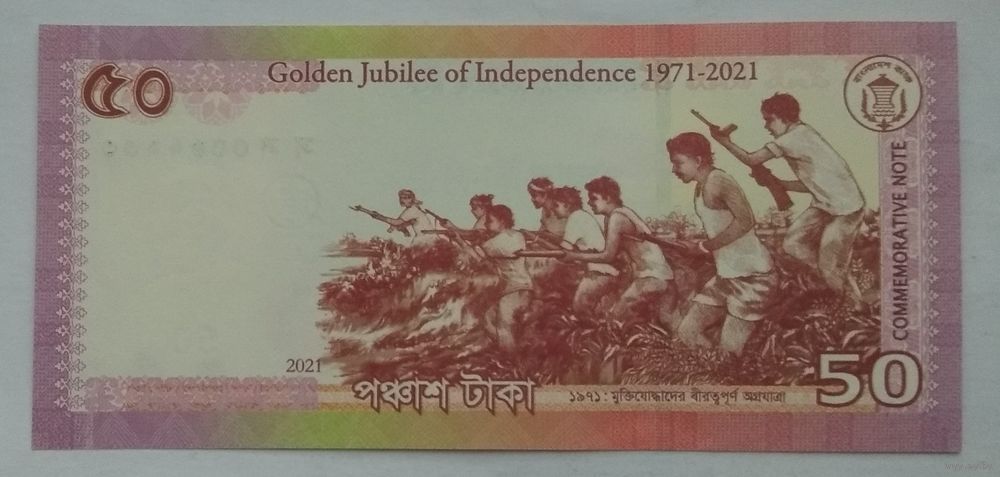 ৫০
Golden Jubilee of Independence 1971-2021
বাংলাদেশ ব্যাংক
COMMEMORATIVE NOTE
2021
পঞ্চাশ টাকা
১৯৭১ : মুক্তিযোদ্ধাদের বীরত্বপূর্ণ অগ্রযাত্রা
50